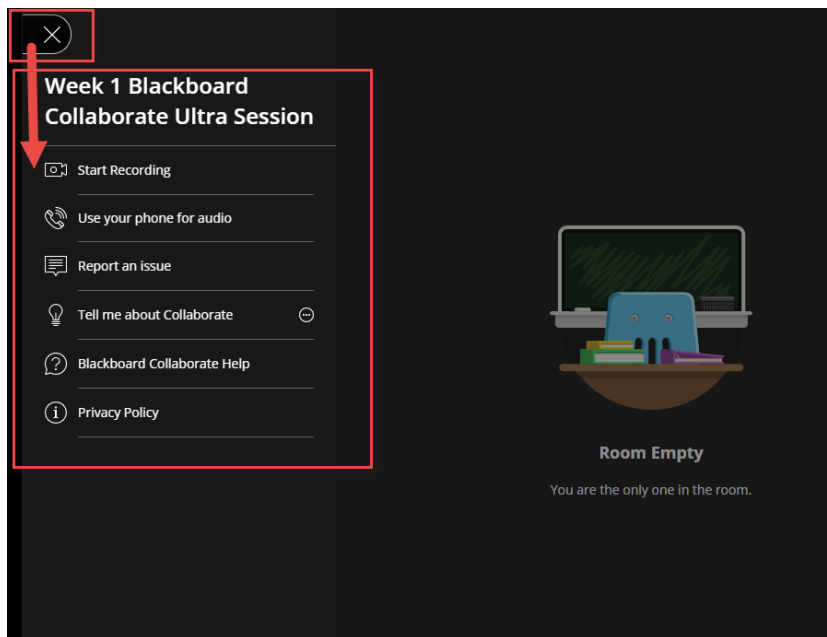 Week 1 Blackboard
Collaborate Ultra Session
Start Recording
Use your phone for audio
Report an issue
Tell me about Collaborate
Blackboard Collaborate Help
Privacy Policy
Room Empty
You are the only one in the room.